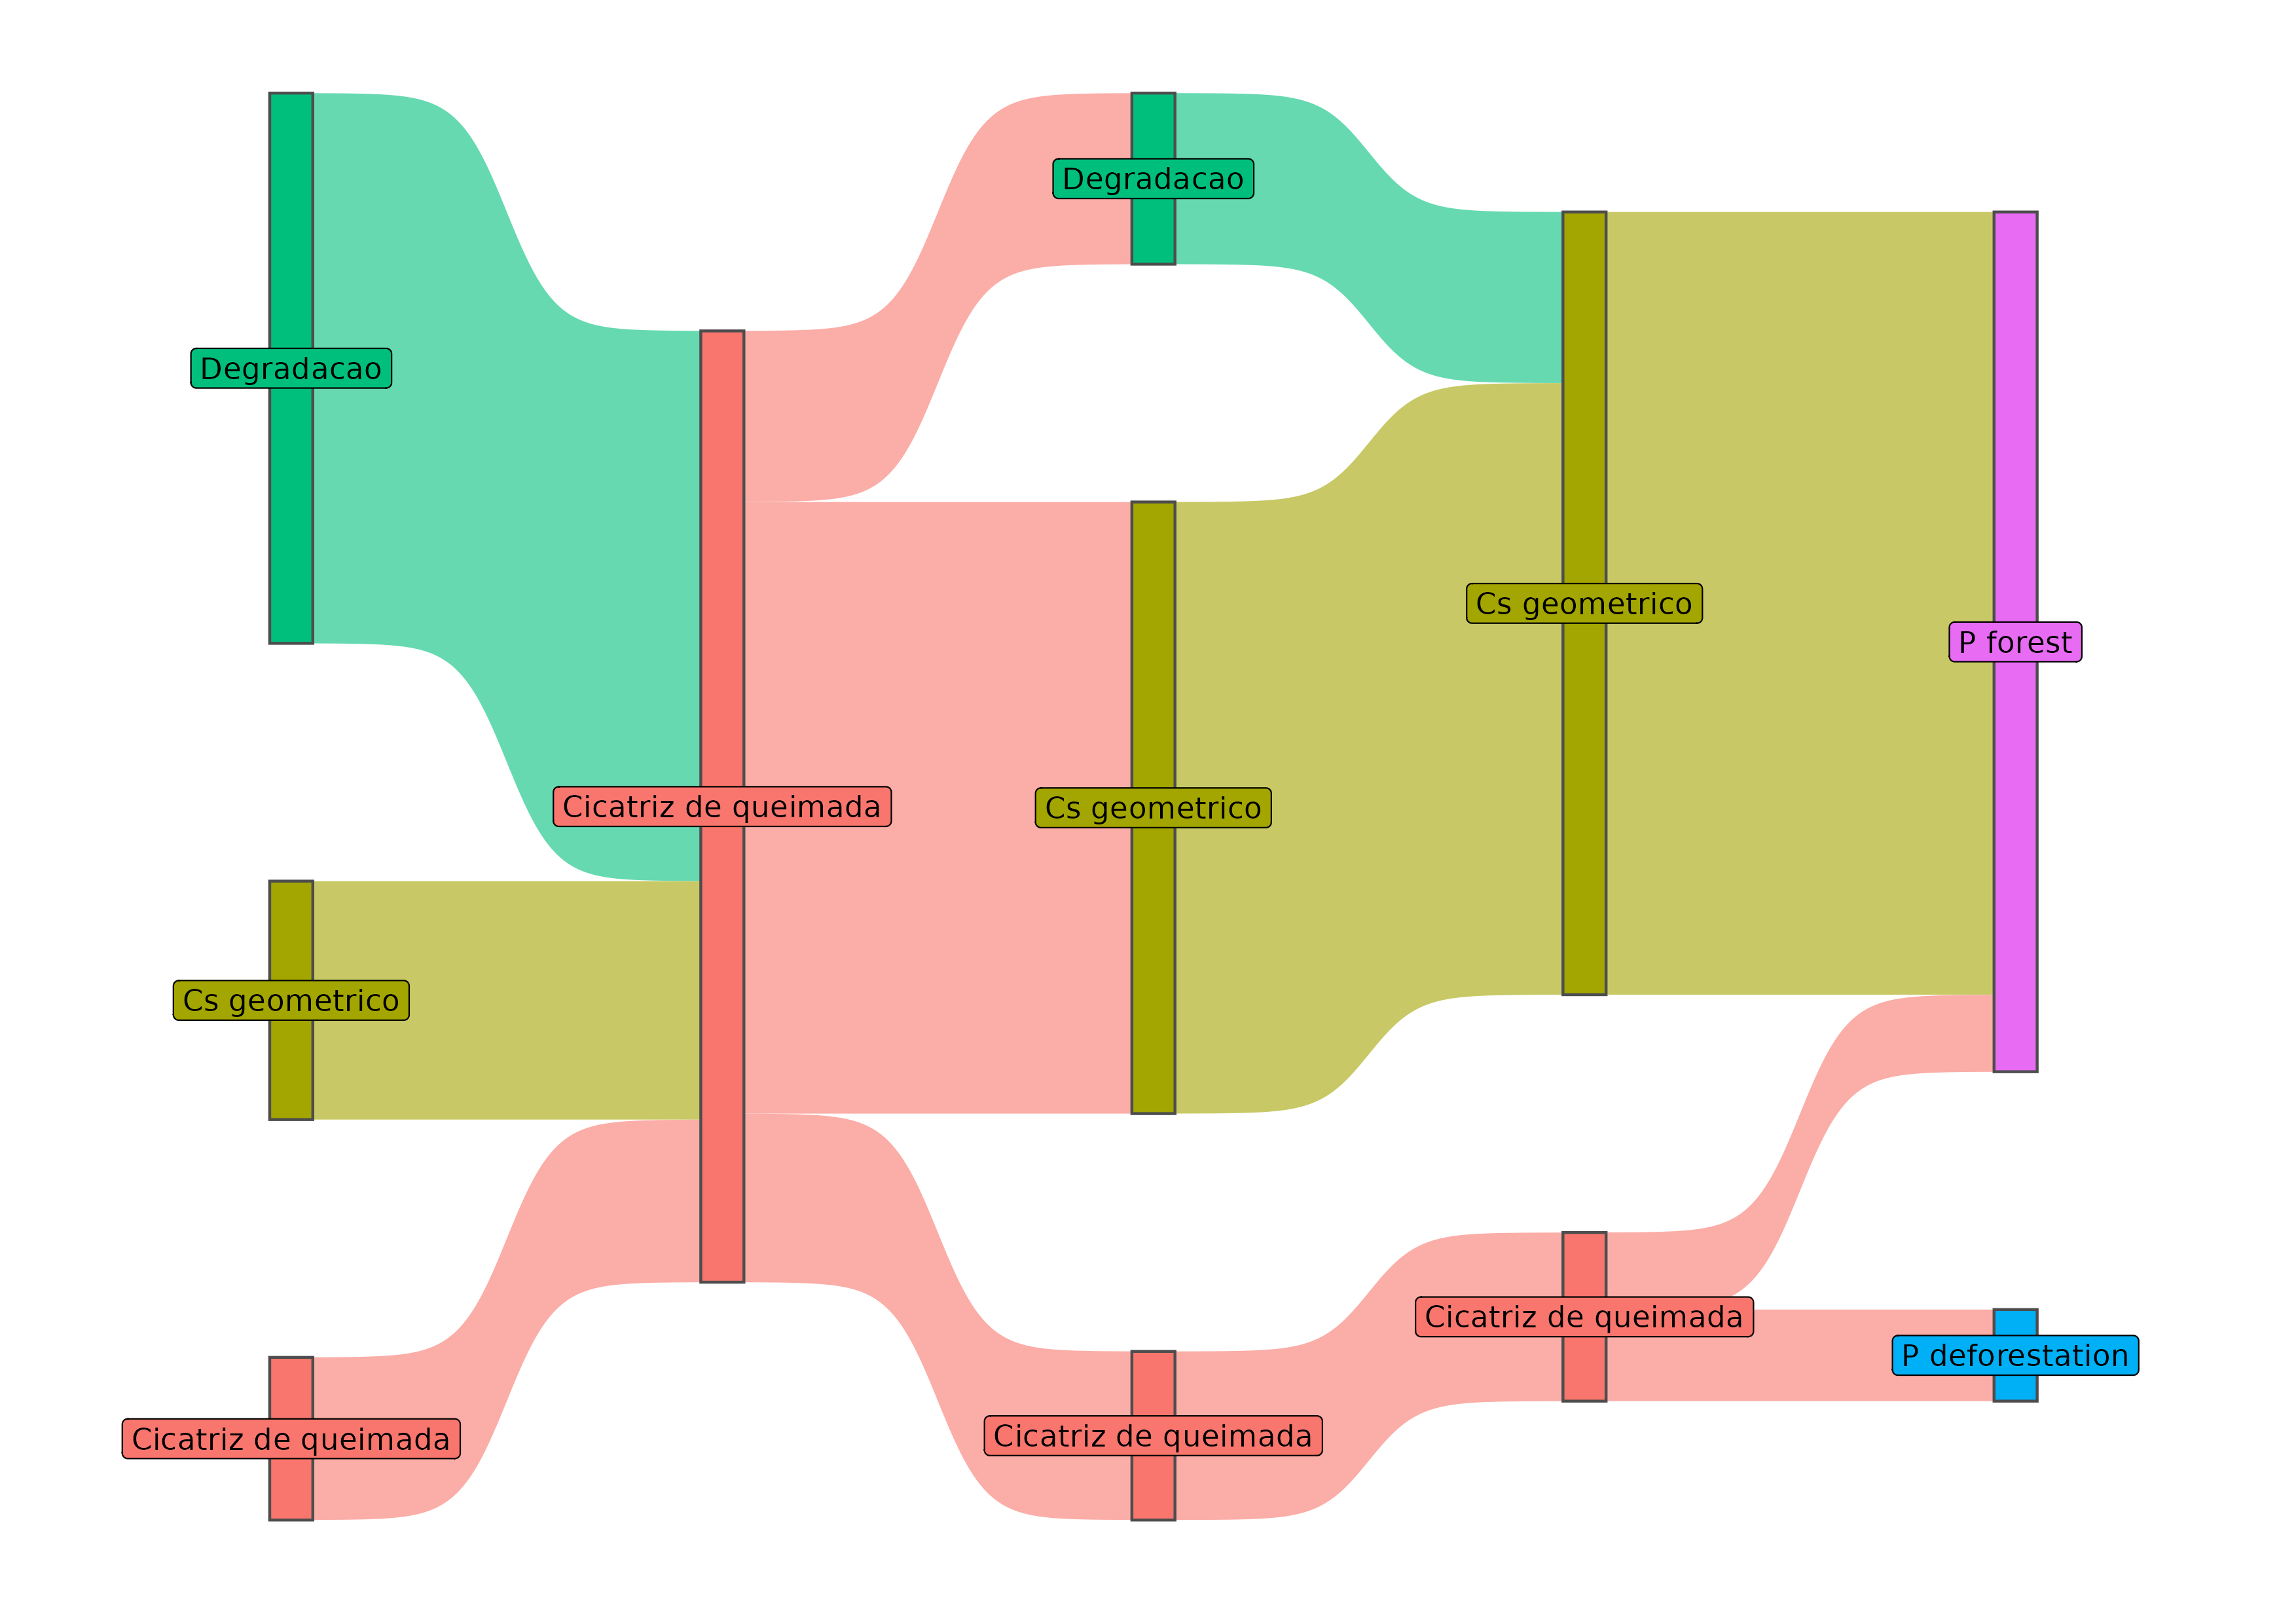 Degradacao
Cs geometrico
Cicatriz de queimada
Cicatriz de queimada
Degradacao
Cs geometrico
Cicatriz de queimada
Cs geometrico
Cicatriz de queimada
P forest
P deforestation